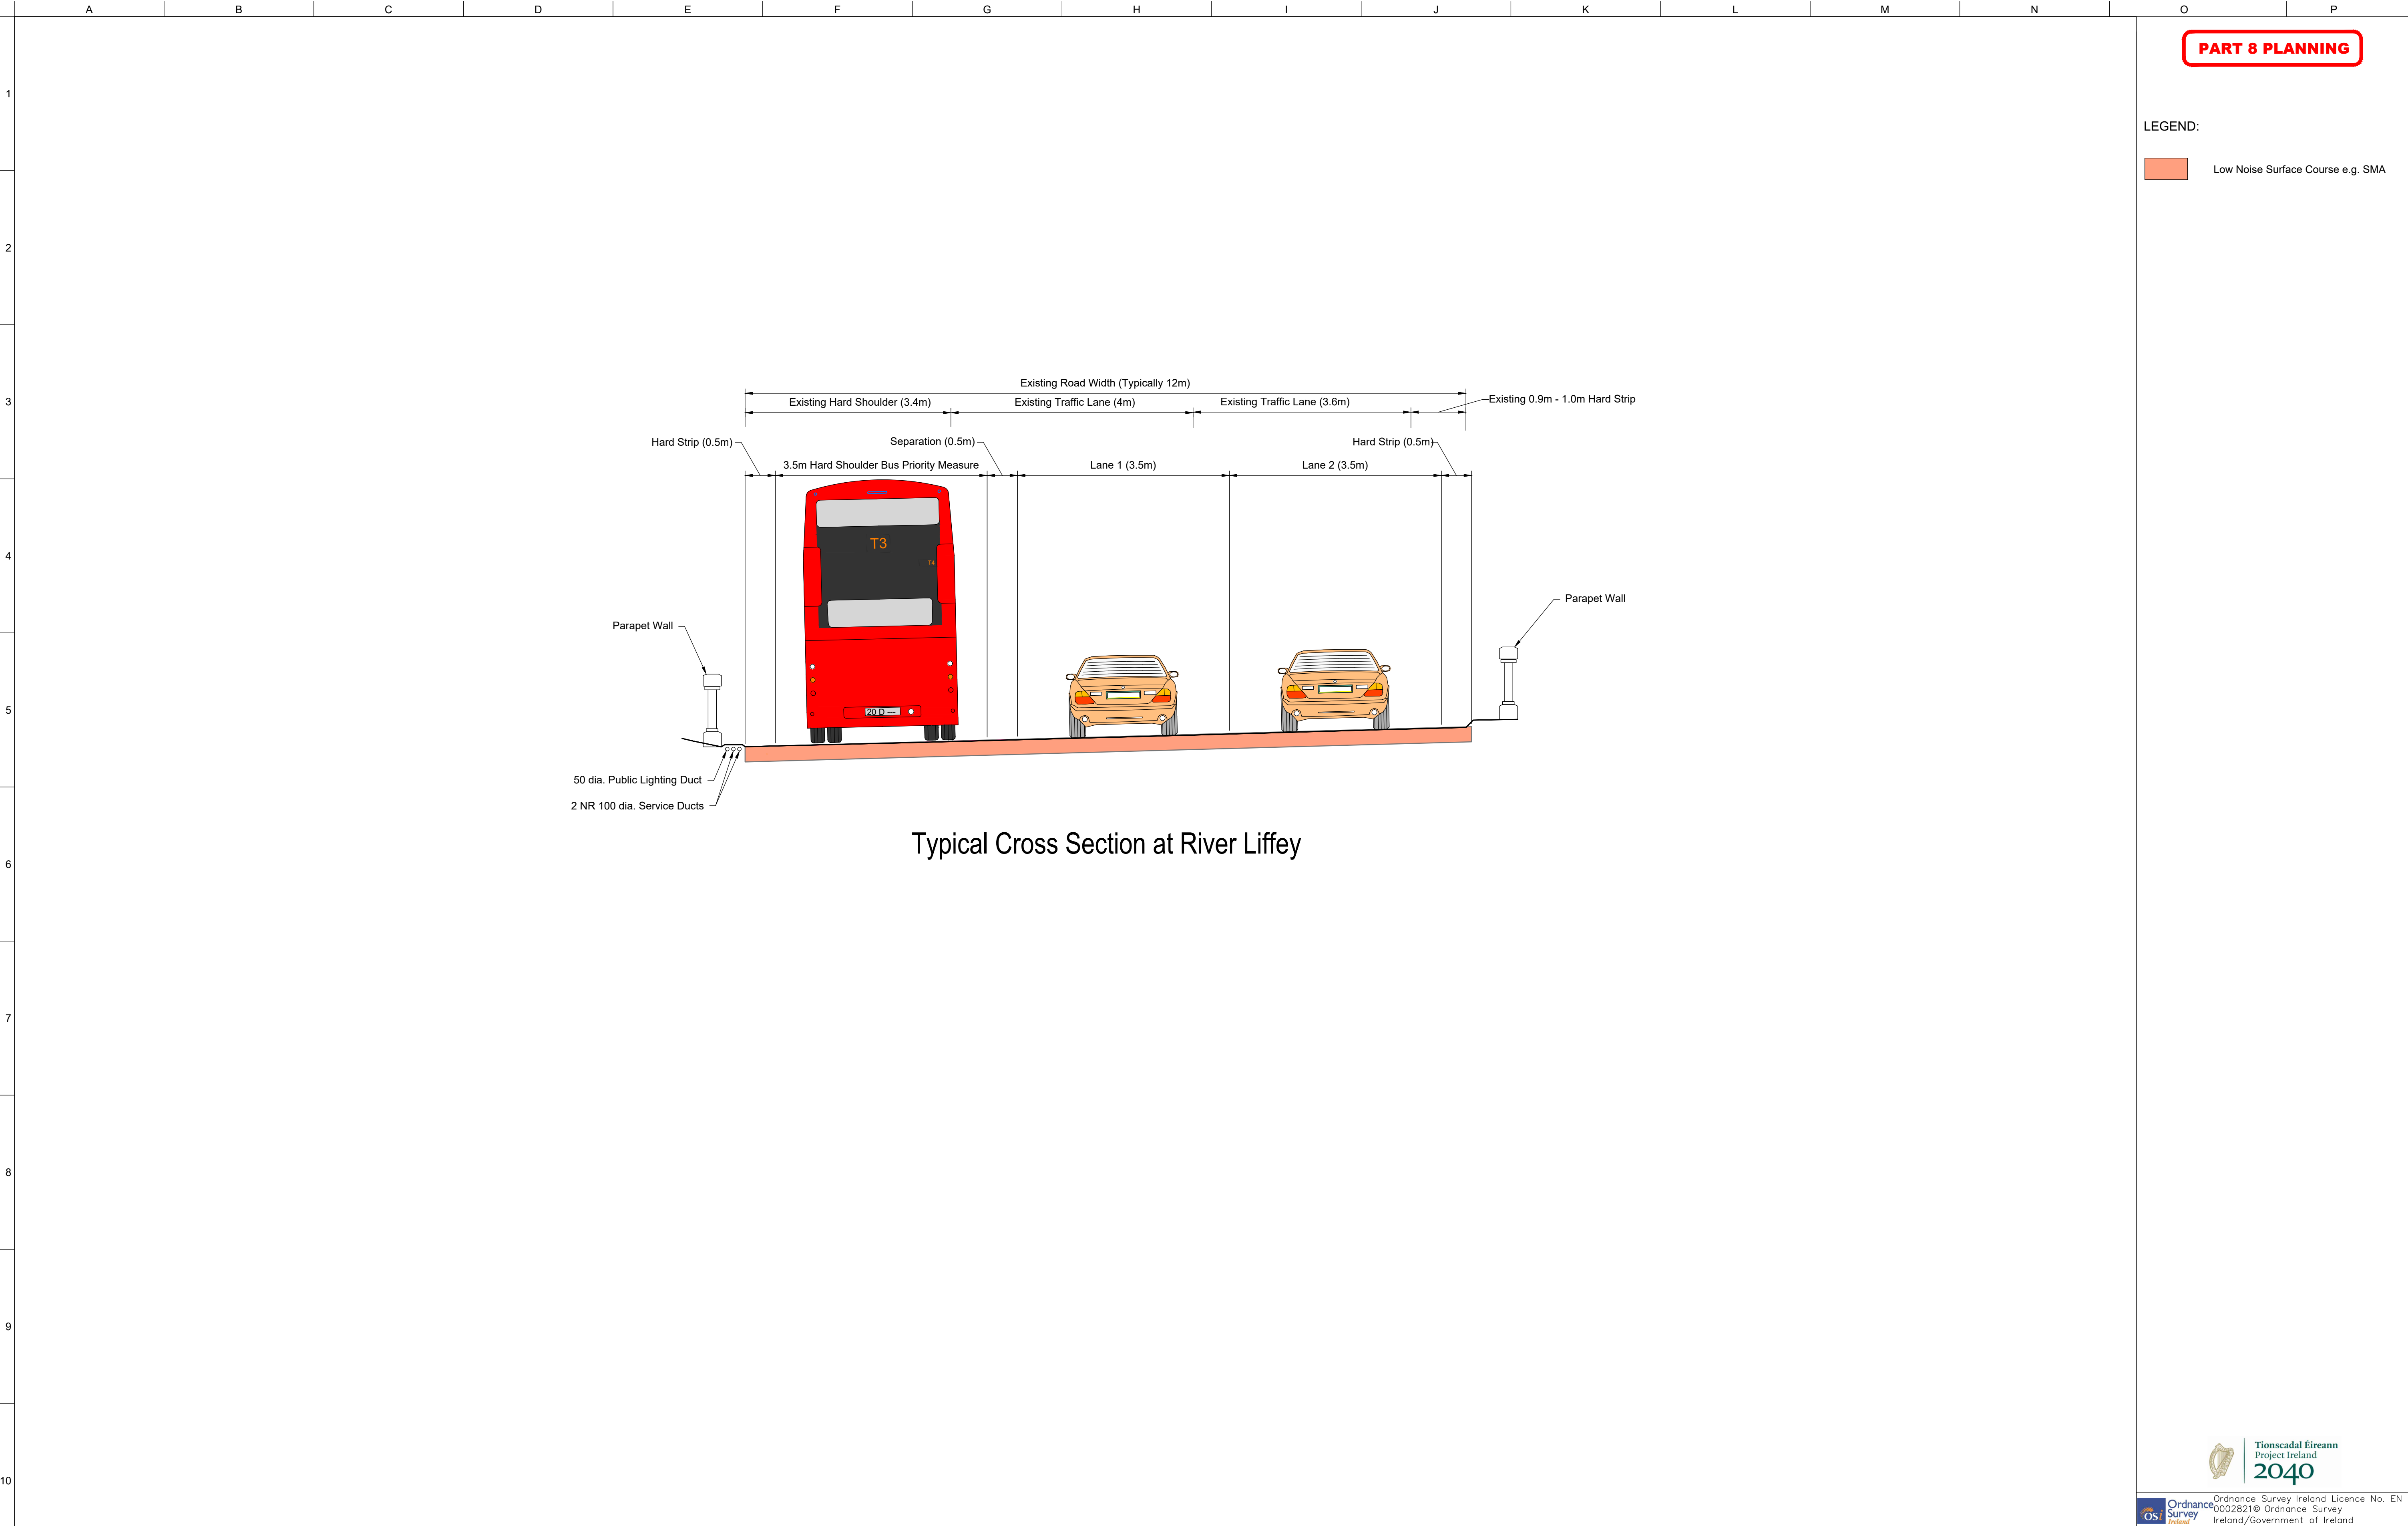 A B C D E F G H I J K L M N O P
PART 8 PLANNING
1
LEGEND:
Low Noise Surface Course e.g. SMA
2
Existing Road Width (Typically 12m)
3
Existing Hard Shoulder (3.4m)
Existing Traffic Lane (4m)
Existing Traffic Lane (3.6m)
Existing 0.9m - 1.0m Hard Strip
Hard Strip (0.5m)
Separation (0.5m)
Hard Strip (0.5m)
3.5m Hard Shoulder Bus Priority Measure
Lane 1 (3.5m)
Lane 2 (3.5m)
T3
4
T4
Parapet Wall
Parapet Wall
5
20 D
50 dia. Public Lighting Duct
2 NR 100 dia. Service Ducts
Typical Cross Section at River Liffey
6
7
8
9
10
Tionscadal Éireann
Project Ireland
2040
osi
Ordnance
Survey
Ireland
Ordnance Survey Ireland Licence No. EN
0002821© Ordnance Survey
Ireland/Government of Ireland